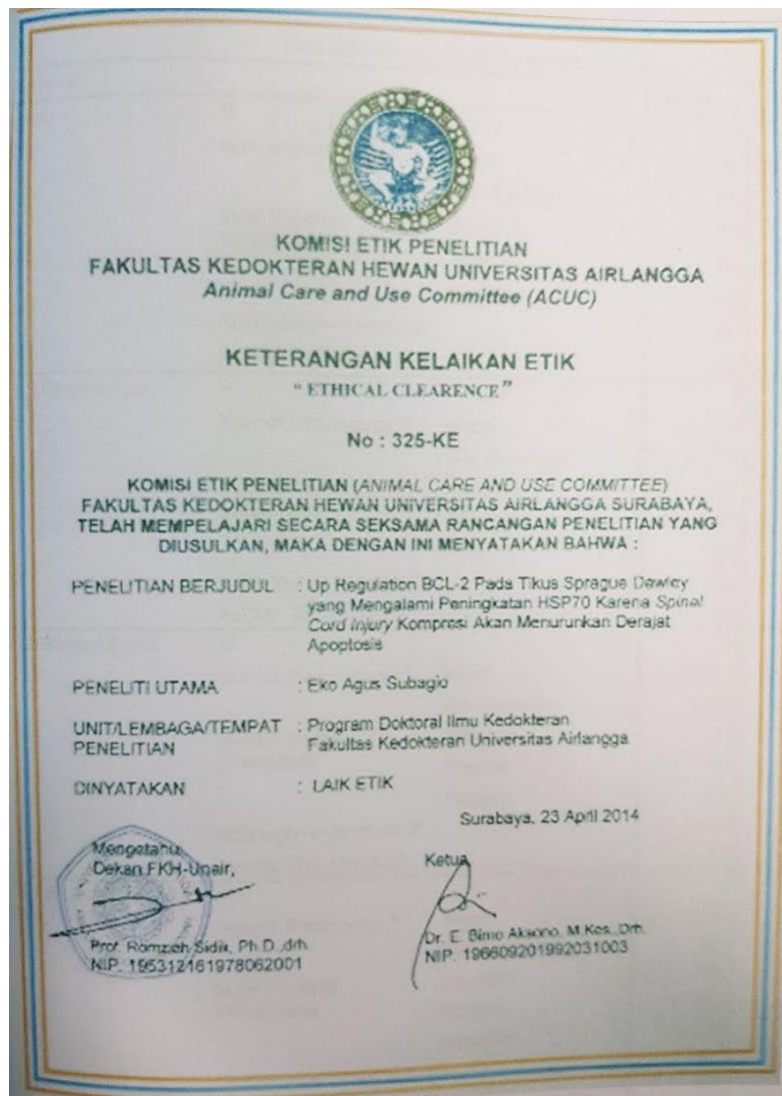 KOMISI ETIK PENELITIAN
FAKULTAS KEDOKTERAN HEWAN UNIVERSITAS AIRLANGGA
Animal Care and Use Committee (ACUC)
KETERANGAN KELAIKAN ETIK
" ETHICAL CLEARENCE"
No : 325-KE
KOMISI ETIK PENELITIAN (ANIMAL CARE AND USE COMMITTEE)
FAKULTAS KEDOKTERAN HEWAN UNIVERSITAS AIRLANGGA SURABAYA,
TELAH MEMPELAJARI SECARA SEKSAMA RANCANGAN PENELITIAN YANG
DIUSULKAN, MAKA DENGAN INI MENYATAKAN BAHWA :
PENELITIAN BERJUDUL : Up Regulation BCL-2 Pada Tikus Sprague Dawley
yang Mengalami Peningkatan HSP70 Karena Spinal
Cord Injury Kompresi Akan Menurunkan Derajat
Apoptosis
PENELITI UTAMA : Eko Agus Subagio
UNIT/LEMBAGA/TEMPAT : Program Doktoral Ilmu Kedokteran
PENELITIAN Fakultas Kedokteran Universitas Airlangga
DINYATAKAN : LAIK ETIK
Surabaya, 23 April 2014
Mengetahui,
Dekan FKH-Unair,
Prof. Romziah Sidik, Ph.D.,drh.
NIP. 195312161978062001
Ketua
Dr. E. Bimo Aksono, M.Kes., Drh.
NIP. 196609201992031003